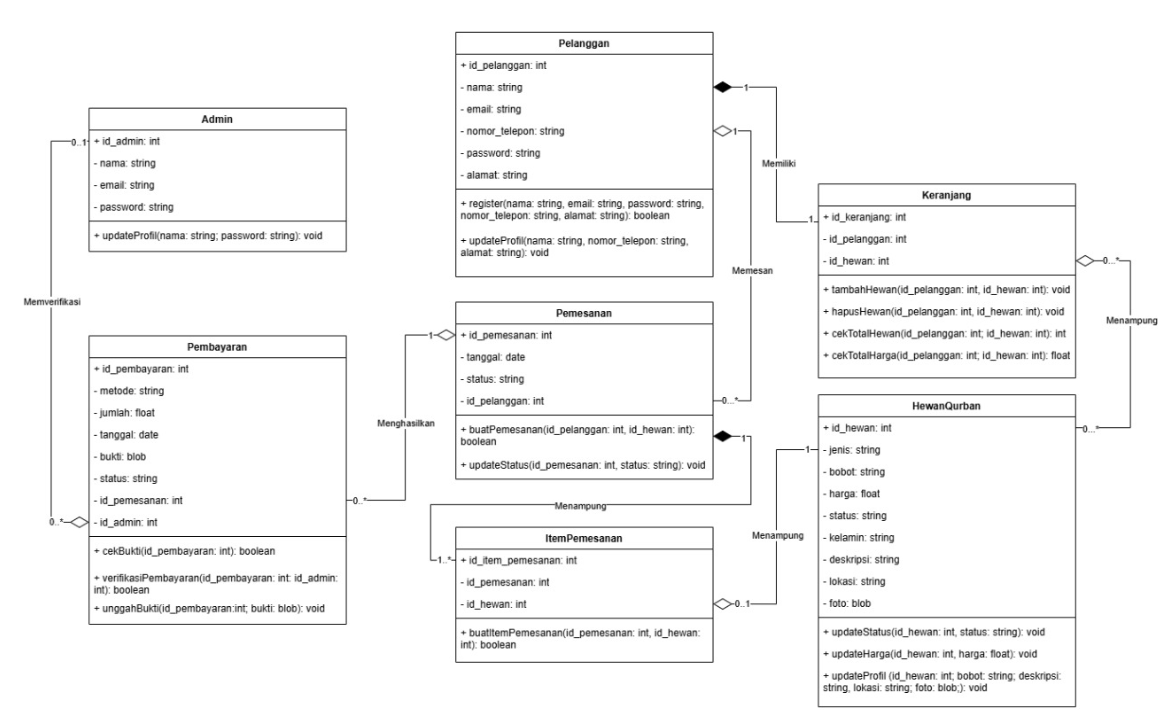 Pelanggan
+ id_pelanggan: int
- nama: string
- email: string
- nomor_telepon: string
- password: string
- alamat: string
+ register(nama: string, email: string, password: string,
nomor_telepon: string, alamat: string): boolean
+ updateProfil(nama: string, nomor_telepon: string,
alamat: string): void
1
1
Memiliki
1
Memesan
0...*
Admin
+ id_admin: int
- nama: string
- email: string
- password: string
+ updateProfil(nama: string; password: string): void
0..1
Memverifikasi
0..*
Keranjang
+ id_keranjang: int
- id_pelanggan: int
- id_hewan: int
+ tambahHewan(id_pelanggan: int, id_hewan: int): void
+ hapusHewan(id_pelanggan: int, id_hewan: int): void
+ cekTotalHewan(id_pelanggan: int; id_hewan: int): int
+ cekTotalHarga(id_pelanggan: int; id_hewan: int): float
0...*
Menampung
0...*
Pembayaran
+ id_pembayaran: int
- metode: string
- jumlah: float
- tanggal: date
- bukti: blob
- status: string
- id_pemesanan: int
- id_admin: int
+ cekBukti(id_pembayaran: int): boolean
+ verifikasiPembayaran(id_pembayaran: int: id_admin:
int): boolean
+ unggahBukti(id_pembayaran:int; bukti: blob): void
1
Menghasilkan
0..*
Pemesanan
+ id_pemesanan: int
- tanggal: date
- status: string
- id_pelanggan: int
+ buatPemesanan(id_pelanggan: int, id_hewan: int):
boolean
+ updateStatus(id_pemesanan: int, status: string): void
1
Menampung
1..*
ItemPemesanan
+ id_item_pemesanan: int
- id_pemesanan: int
- id_hewan: int
+ buatItemPemesanan(id_pemesanan: int, id_hewan:
int): boolean
1
Menampung
0..1
HewanQurban
+ id_hewan: int
- jenis: string
- bobot: string
- harga: float
- status: string
- kelamin: string
- deskripsi: string
- lokasi: string
- foto: blob
+ updateStatus(id_hewan: int, status: string): void
+ updateHarga(id_hewan: int, harga: float): void
+ updateProfil (id_hewan: int; bobot: string; deskripsi:
string, lokasi: string; foto: blob;): void